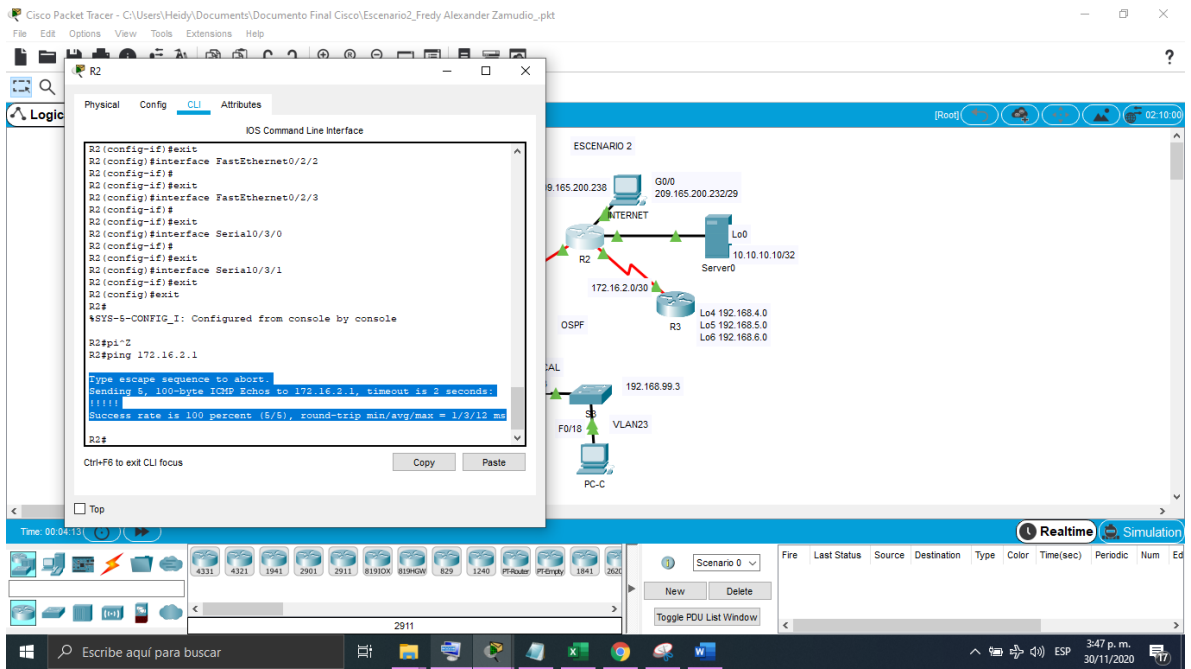 Cisco Packet Tracer - C:\Users\Heidy\Documents\Documento Final Cisco\Escenario2_Fredy Alexander Zamudio_.pkt
File Edit Options View Tools Extensions Help
?
R2
Physical Config CLI Attributes
IOS Command Line Interface
R2(config-if)#exit
R2(config)#interface FastEthernet0/2/2
R2(config-if)#
R2(config-if)#exit
R2(config)#interface FastEthernet0/2/3
R2(config-if)#
R2(config-if)#exit
R2(config)#interface Serial0/3/0
R2(config-if)#
R2(config-if)#exit
R2(config)#interface Serial0/3/1
R2(config-if)#exit
R2(config)#exit
R2#
%SYS-5-CONFIG_I: Configured from console by console
R2#pi^Z
R2#ping 172.16.2.1
Type escape sequence to abort.
Sending 5, 100-byte ICMP Echos to 172.16.2.1, timeout is 2 seconds:
!!!!!
Success rate is 100 percent (5/5), round-trip min/avg/max = 1/3/12 ms
R2#
Ctrl+F6 to exit CLI focus
Copy Paste
Top
Logic
[Root]
02:10:00
ESCENARIO 2
9.165.200.238
G0/0
209.165.200.232/29
INTERNET
Lo0
10.10.10.10/32
R2
Server0
172.16.2.0/30
OSPF
R3
Lo4 192.168.4.0
Lo5 192.168.5.0
Lo6 192.168.6.0
CAL
192.168.99.3
S3
F0/18
VLAN23
PC-C
Time: 00:04:13
Realtime Simulation
4331 4321 1941 2901 2911 819IOX 819HGW 829 1240 PT-Router PT-Empty 1841 262
2911
Scenario 0
New Delete
Toggle PDU List Window
Fire Last Status Source Destination Type Color Time(sec) Periodic Num Ed
Escribe aquí para buscar
ESP
3:47 p. m.
30/11/2020
17